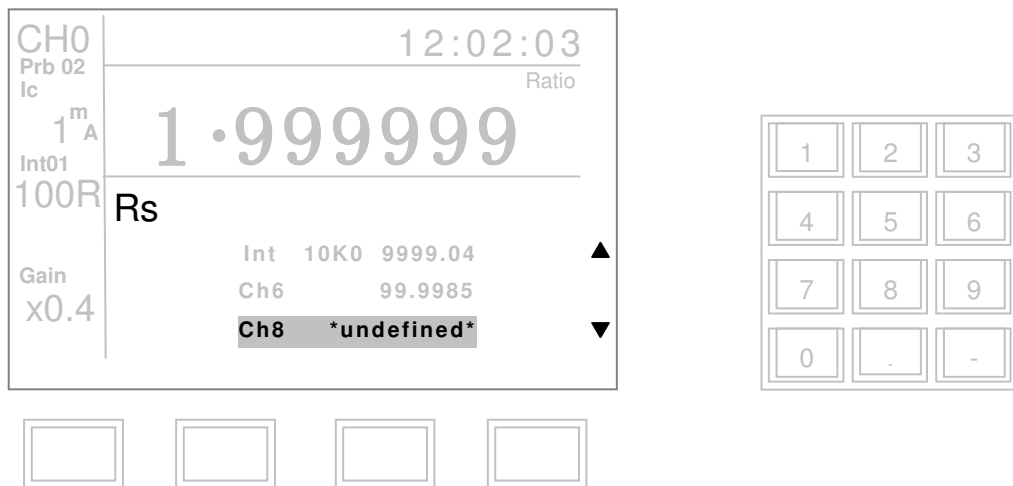 CH0
12:02:03
Prb 02
Ratio
Ic
1 m A
1.999999
Int01
100R
Rs
Int 10K0 9999.04
Gain
Ch6 99.9985
x0.4
Ch8 *undefined*
1 2 3
4 5 6
7 8 9
0 . -